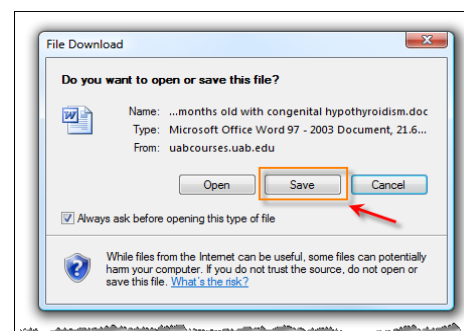 File Download
Do you want to open or save this file?
Name: ...months old with congenital hypothyroidism.doc
Type: Microsoft Office Word 97 - 2003 Document, 21.6...
From: uabcourses.uab.edu
Open Save Cancel
Always ask before opening this type of file
While files from the Internet can be useful, some files can potentially
harm your computer. If you do not trust the source, do not open or
save this file. What's the risk?